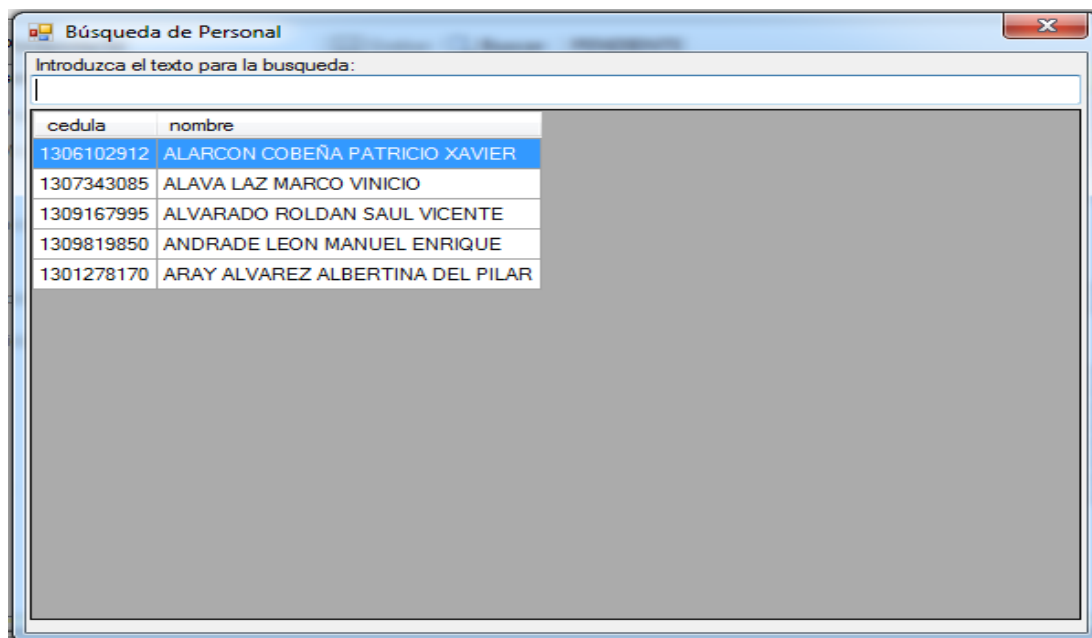 Búsqueda de Personal
Introduzca el texto para la busqueda:
cedula nombre
1306102912 ALARCON COBEÑA PATRICIO XAVIER
1307343085 ALAVA LAZ MARCO VINICIO
1309167995 ALVARADO ROLDAN SAUL VICENTE
1309819850 ANDRADE LEON MANUEL ENRIQUE
1301278170 ARAY ALVAREZ ALBERTINA DEL PILAR